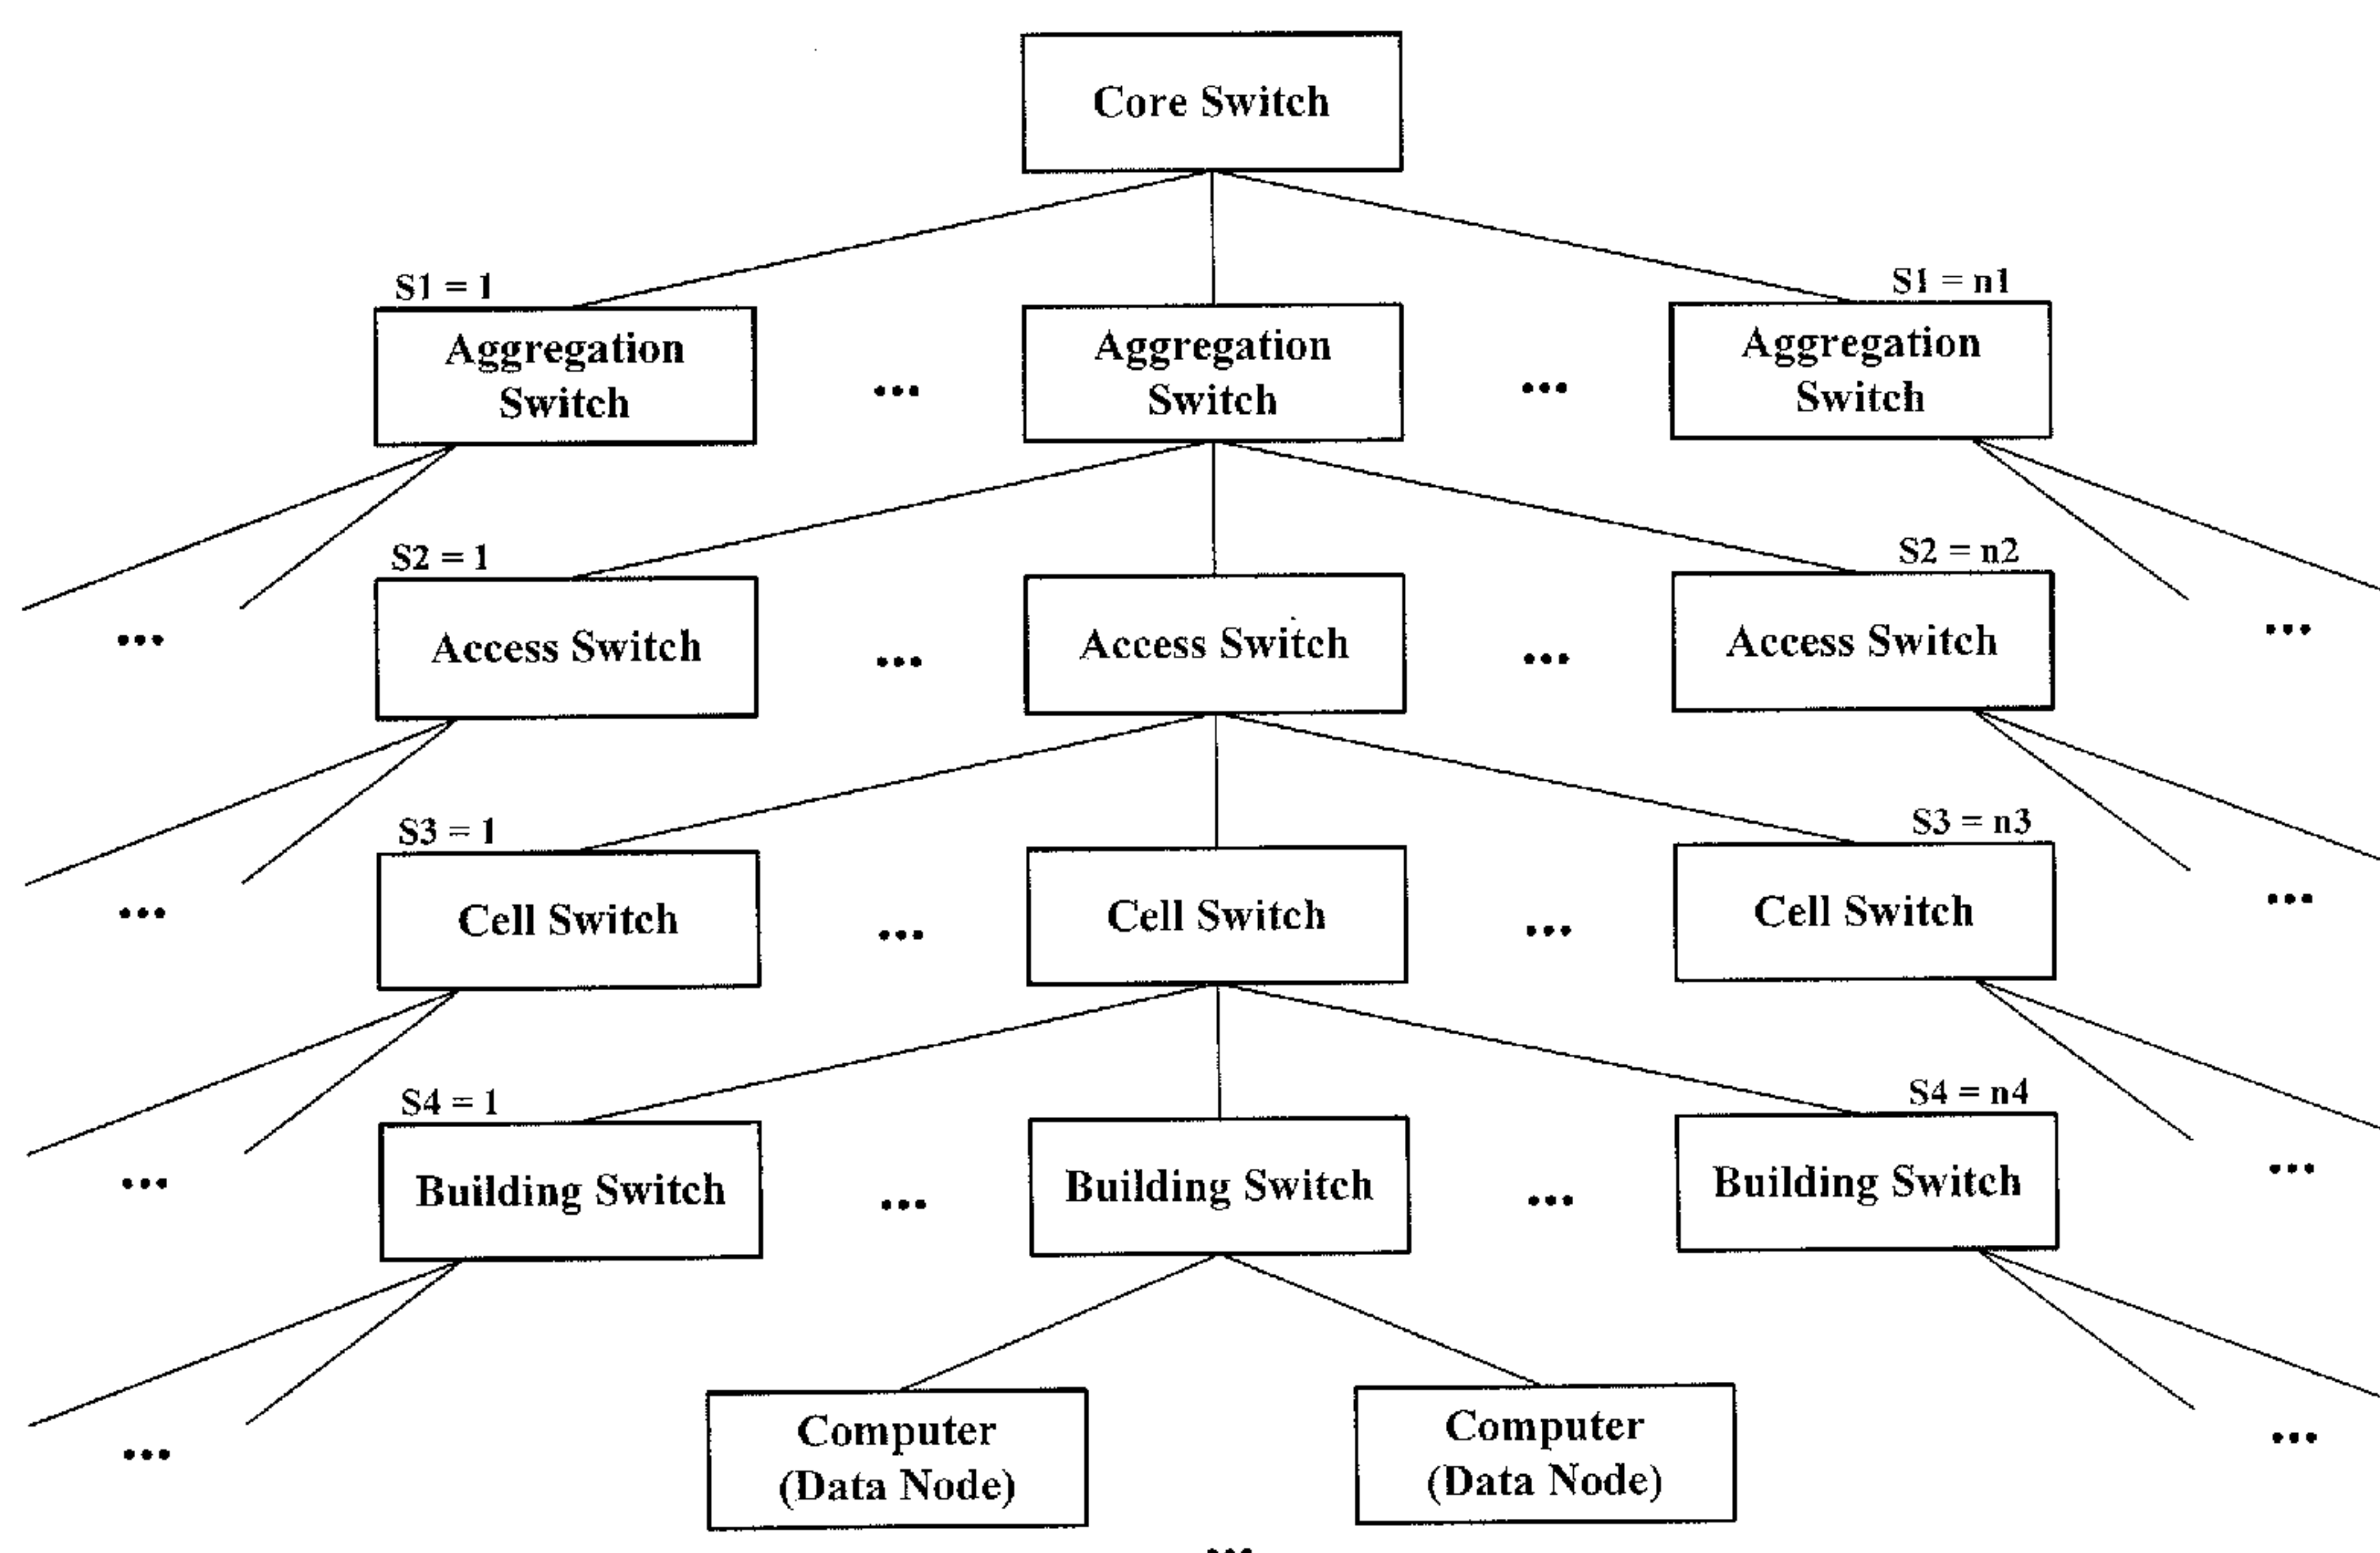 Core Switch
S1 = 1
S1 = n1
Aggregation
Switch
...
Aggregation
Switch
...
Aggregation
Switch
S2 = 1
S2 = n2
...
Access Switch
...
Access Switch
...
Access Switch
...
S3 = 1
S3 = n3
...
Cell Switch
...
Cell Switch
...
Cell Switch
...
S4 = 1
S4 = n4
...
Building Switch
...
Building Switch
...
Building Switch
...
...
Computer
(Data Node)
Computer
(Data Node)
...
...